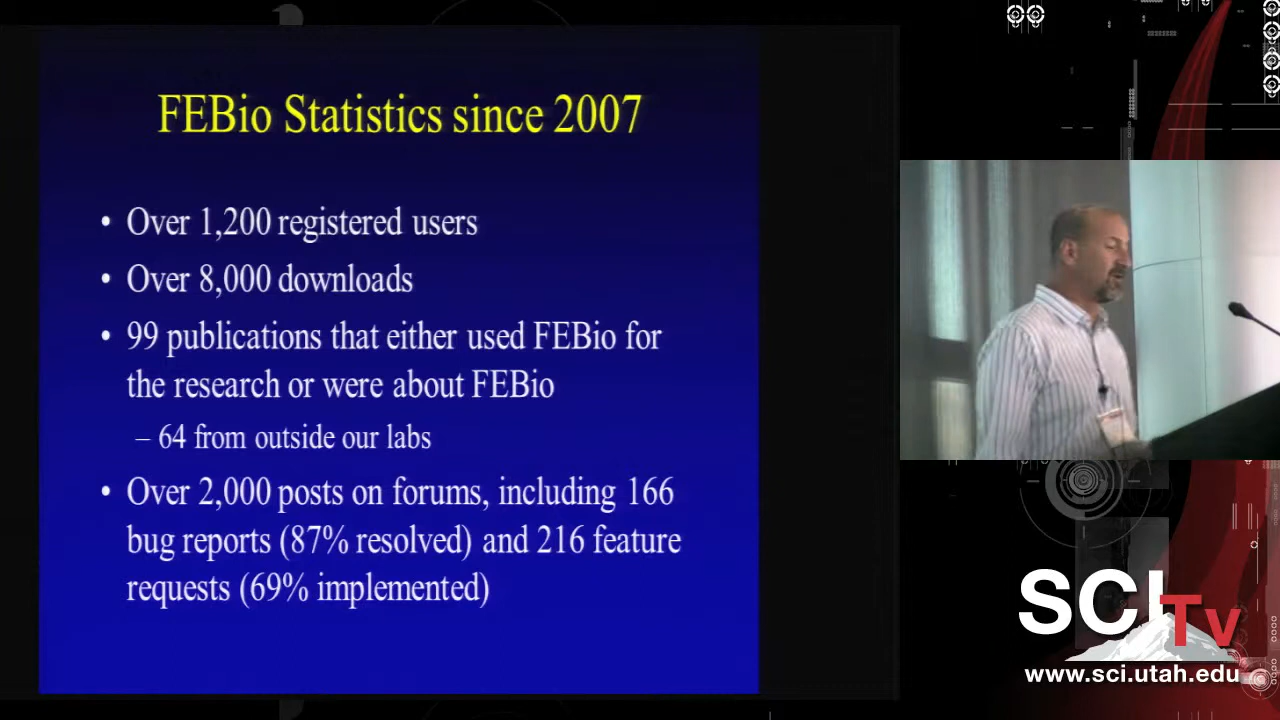 FEBio Statistics since 2007
• Over 1,200 registered users
• Over 8,000 downloads
• 99 publications that either used FEBio for
the research or were about FEBio
– 64 from outside our labs
• Over 2,000 posts on forums, including 166
bug reports (87% resolved) and 216 feature
requests (69% implemented)
SCI
TV
www.sci.utah.edu